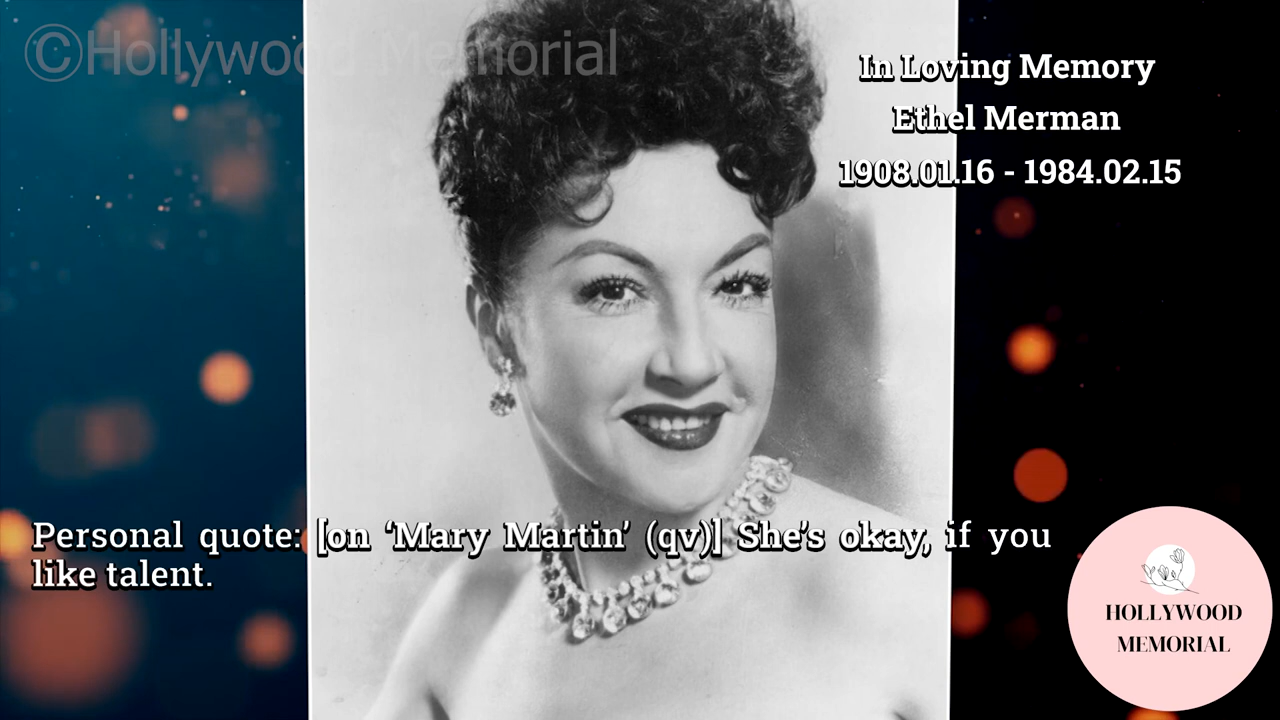 ©Hollywood Memorial
In Loving Memory
Ethel Merman
1908.01.16 - 1984.02.15
Personal quote: [on ‘Mary Martin’ (qv)] She’s okay, if you
like talent.
HOLLYWOOD
MEMORIAL